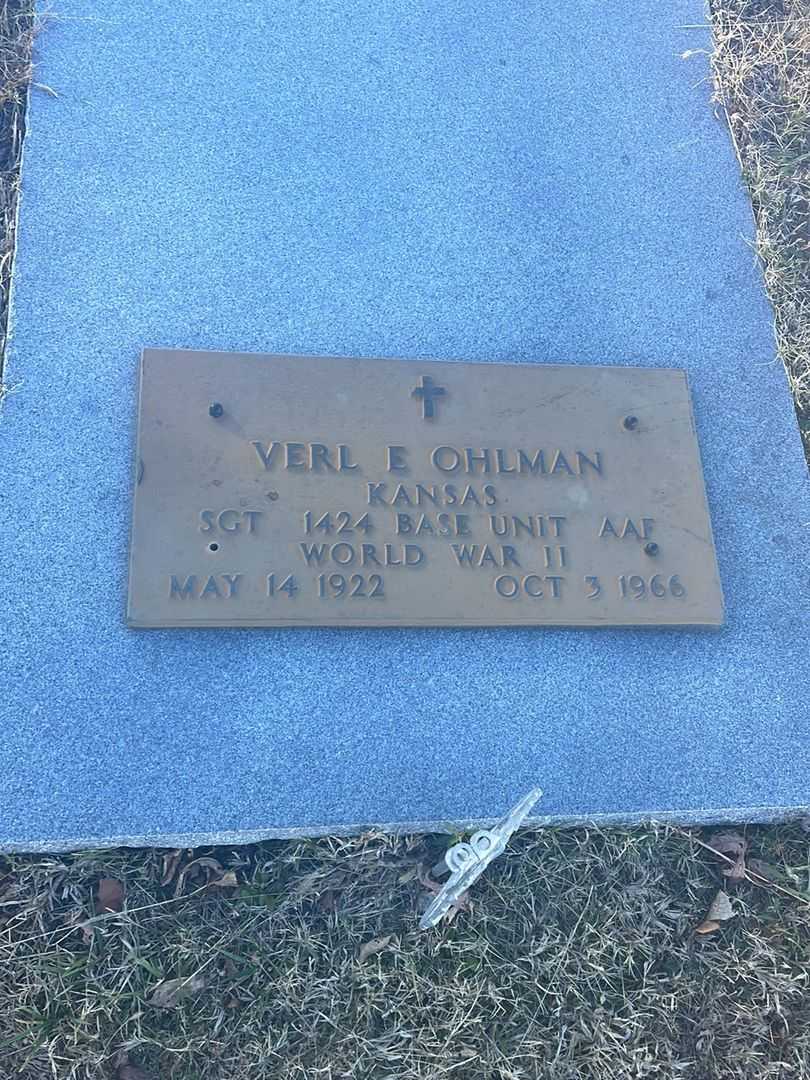 VERL E OHLMAN
KANSAS
SGT 1424 BASE UNIT AAF
WORLD WAR II
MAY 14 1922 OCT 3 1966